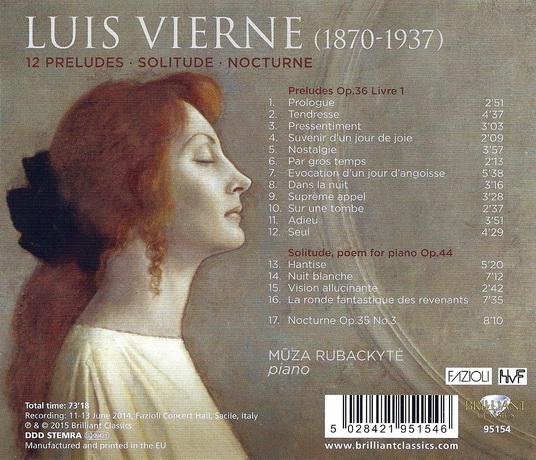 LUIS VIERNE (1870-1937)
12 PRELUDES · SOLITUDE · NOCTURNE
Preludes Op.36 Livre 1
1. Prologue 2'51
2. Tendresse 4'37
3. Pressentiment 3'03
4. Suvenir d'un jour de joie 2'09
5. Nostalgie 3'57
6. Par gros temps 2'13
7. Evocation d'un jour d'angoisse 5'38
8. Dans la nuit 3'16
9. Suprème appel 3'28
10. Sur une tombe 2'37
11. Adieu 3'51
12. Seul 4'29
Solitude, poem for piano Op.44
13. Hantise 5'20
14. Nuit blanche 7'12
15. Vision allucinante 2'42
16. La ronde fantastique des revenants 7'35
17. Nocturne Op.35 No.3 8'10
MŪZA RUBACKYTÉ
piano
FAZIOLI
Total time: 73'18
Recording: 11-13 June 2014, Fazioli Concert Hall, Sacile, Italy
℗ & © 2015 Brilliant Classics
DDD STEMRA
Manufactured and printed in the EU
5 028421 951546
www.brilliantclassics.com
BRILLIANT
CLASSICS
95154